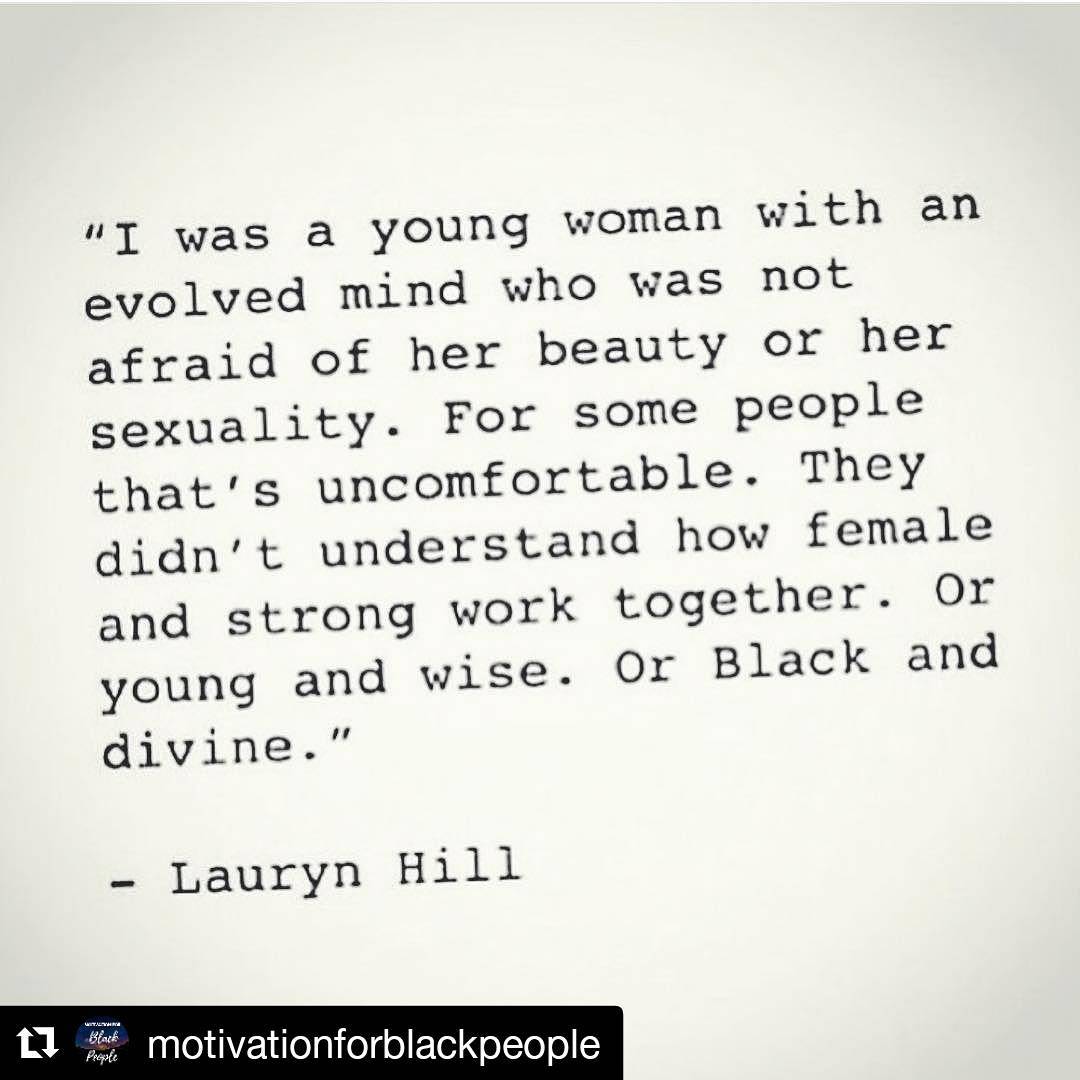 "I was a young woman with an
evolved mind who was not
afraid of her beauty or her
sexuality. For some people
that's uncomfortable. They
didn't understand how female
and strong work together. Or
young and wise. Or Black and
divine."
- Lauryn Hill
Black
People
motivationforblackpeople